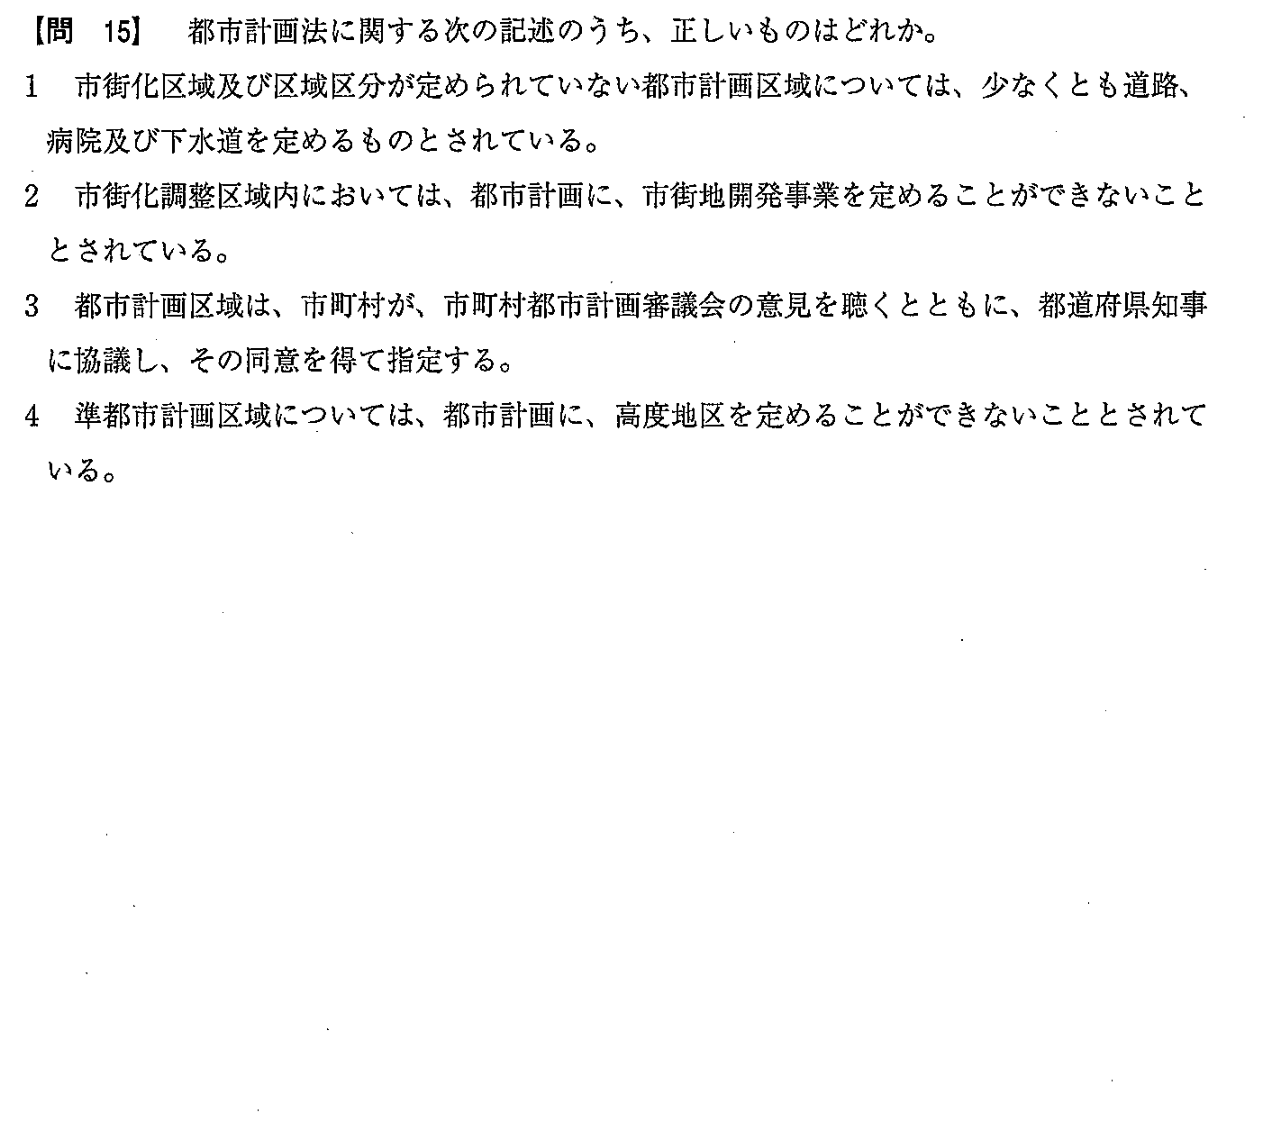 【問　15】　都市計画法に関する次の記述のうち、正しいものはどれか。
1　市街化区域及び区域区分が定められていない都市計画区域については、少なくとも道路、
病院及び下水道を定めるものとされている。
2　市街化調整区域内においては、都市計画に、市街地開発事業を定めることができないこと
とされている。
3　都市計画区域は、市町村が、市町村都市計画審議会の意見を聴くとともに、都道府県知事
に協議し、その同意を得て指定する。
4　準都市計画区域については、都市計画に、高度地区を定めることができないこととされて
いる。